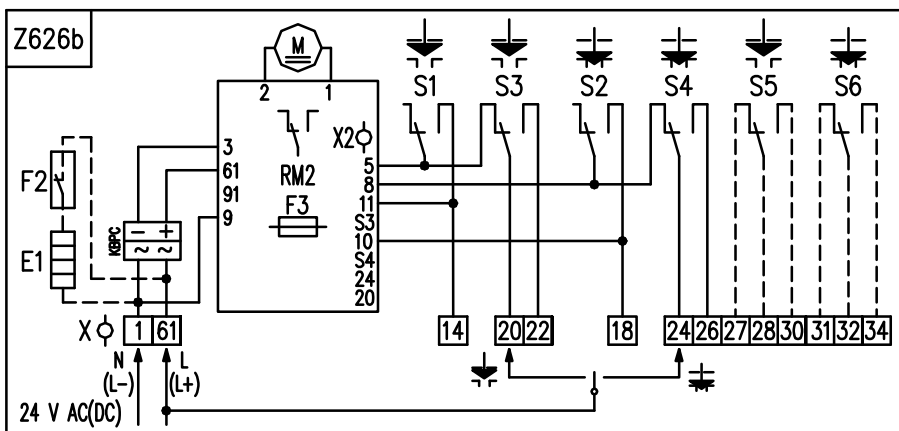 Z626b
M
2 1
S1 S3 S2 S4 S5 S6
X2
3
61
91
9
RM2
F3
5
8
11
S3
10
S4
24
20
F2
E1
KBPC
− +
~ ~
X 1 61 14 20 22 18 24 26 27 28 30 31 32 34
N L
(L-) (L+)
24 V AC(DC)